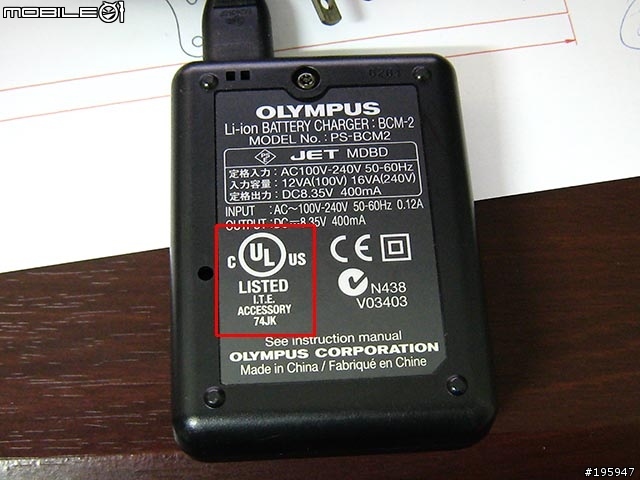 MOBILE01
0281
OLYMPUS
Li-ion BATTERY CHARGER : BCM-2
MODEL No. : PS-BCM2
PSE JET MDBD
定格入力 : AC100V-240V 50-60Hz
入力容量 : 12VA(100V) 16VA(240V)
定格出力 : DC8.35V 400mA
INPUT : AC～100V-240V 50-60Hz 0.12A
OUTPUT : DC⎓8.35V 400mA
C UL US
LISTED
I.T.E.
ACCESSORY
74JK
CE
N438
V03403
See instruction manual
OLYMPUS CORPORATION
Made in China / Fabriqué en Chine
#195947